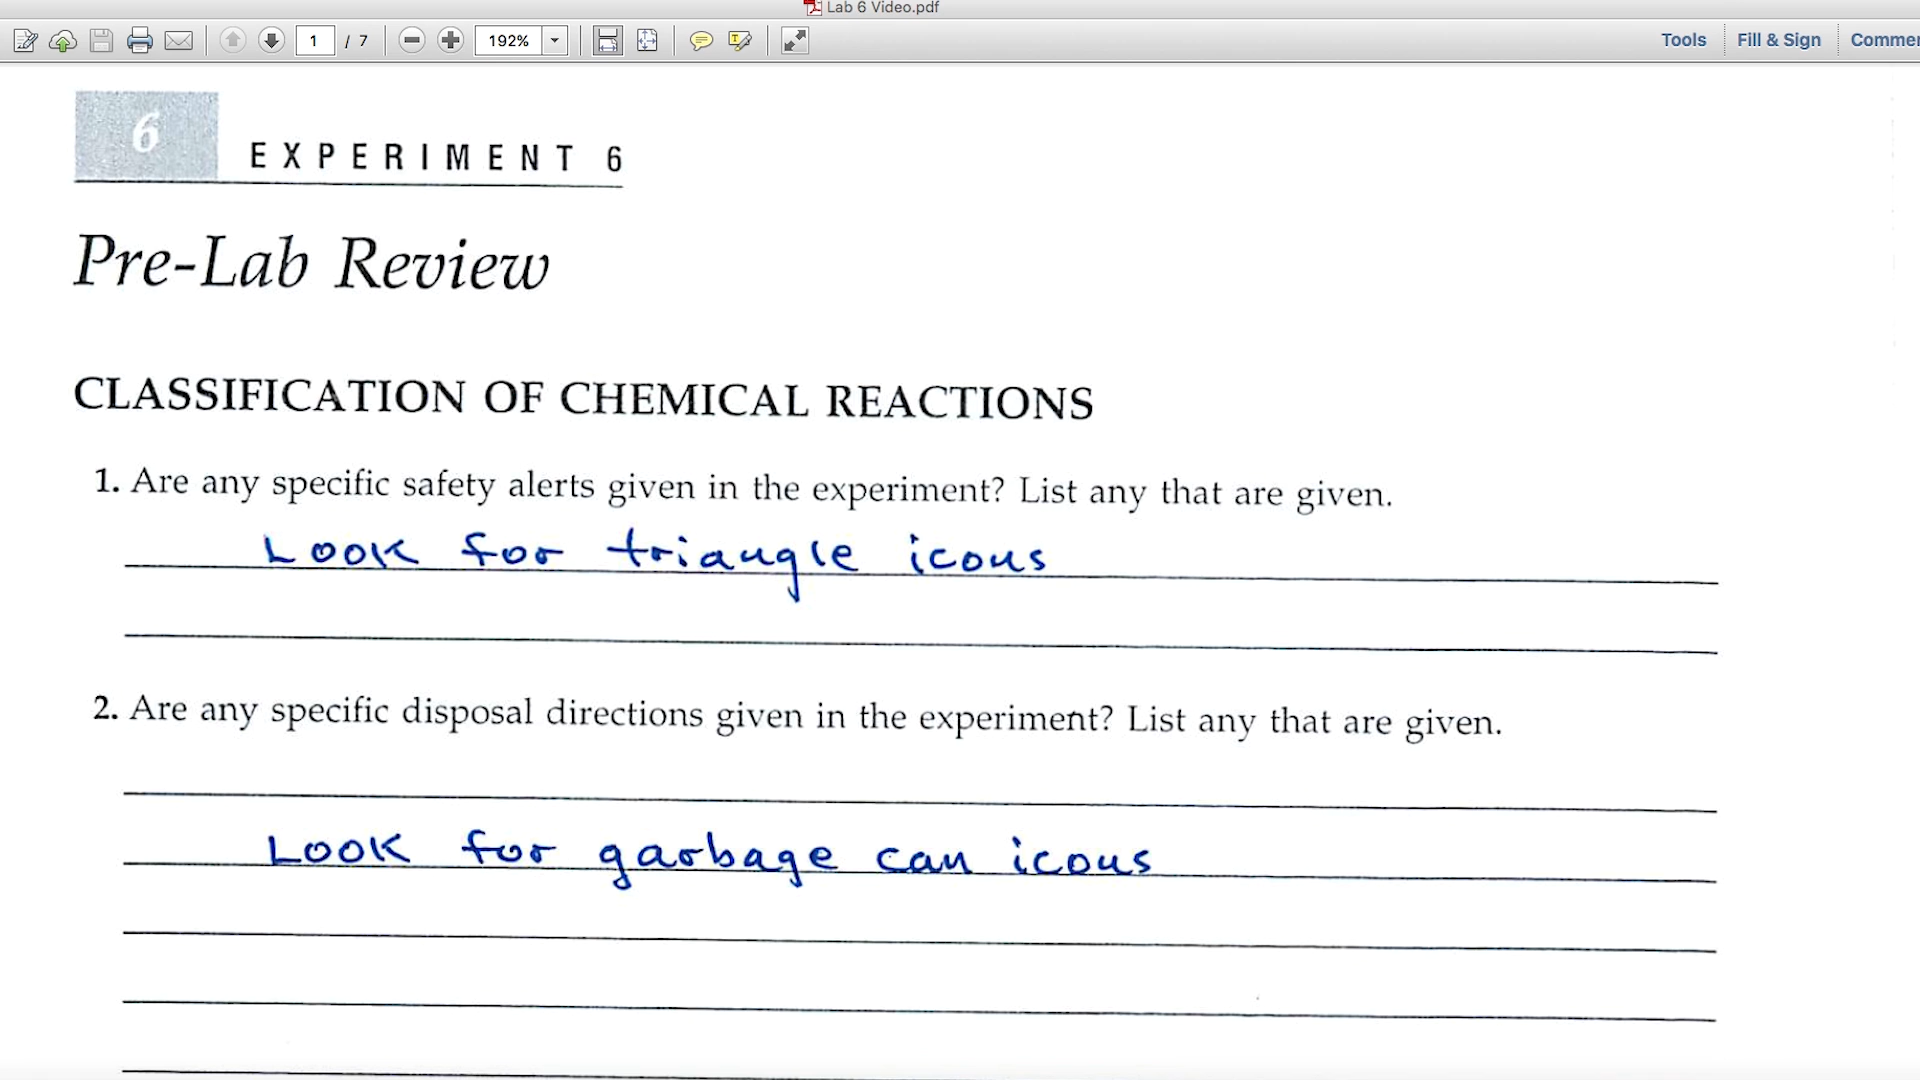 Lab 6 Video.pdf
1 / 7 192% Tools Fill & Sign Commen
6
EXPERIMENT 6
Pre-Lab Review
CLASSIFICATION OF CHEMICAL REACTIONS
1. Are any specific safety alerts given in the experiment? List any that are given.
Look for triangle icons
2. Are any specific disposal directions given in the experiment? List any that are given.
Look for garbage can icons